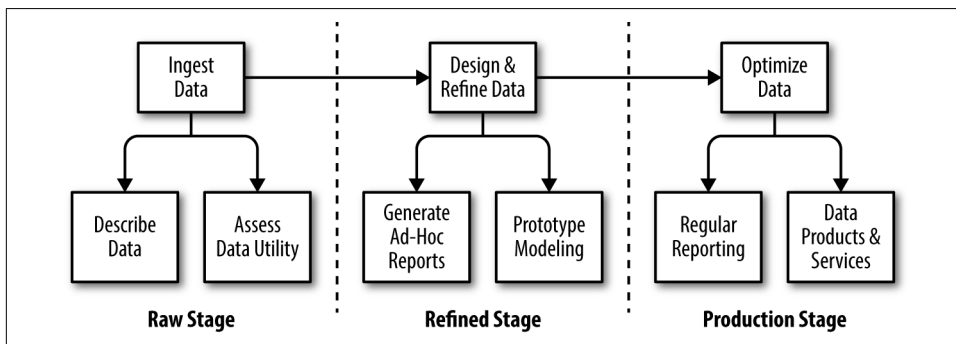 Ingest
Data
Design &
Refine Data
Optimize
Data
Describe
Data
Assess
Data Utility
Generate
Ad-Hoc
Reports
Prototype
Modeling
Regular
Reporting
Data
Products &
Services
Raw Stage
Refined Stage
Production Stage